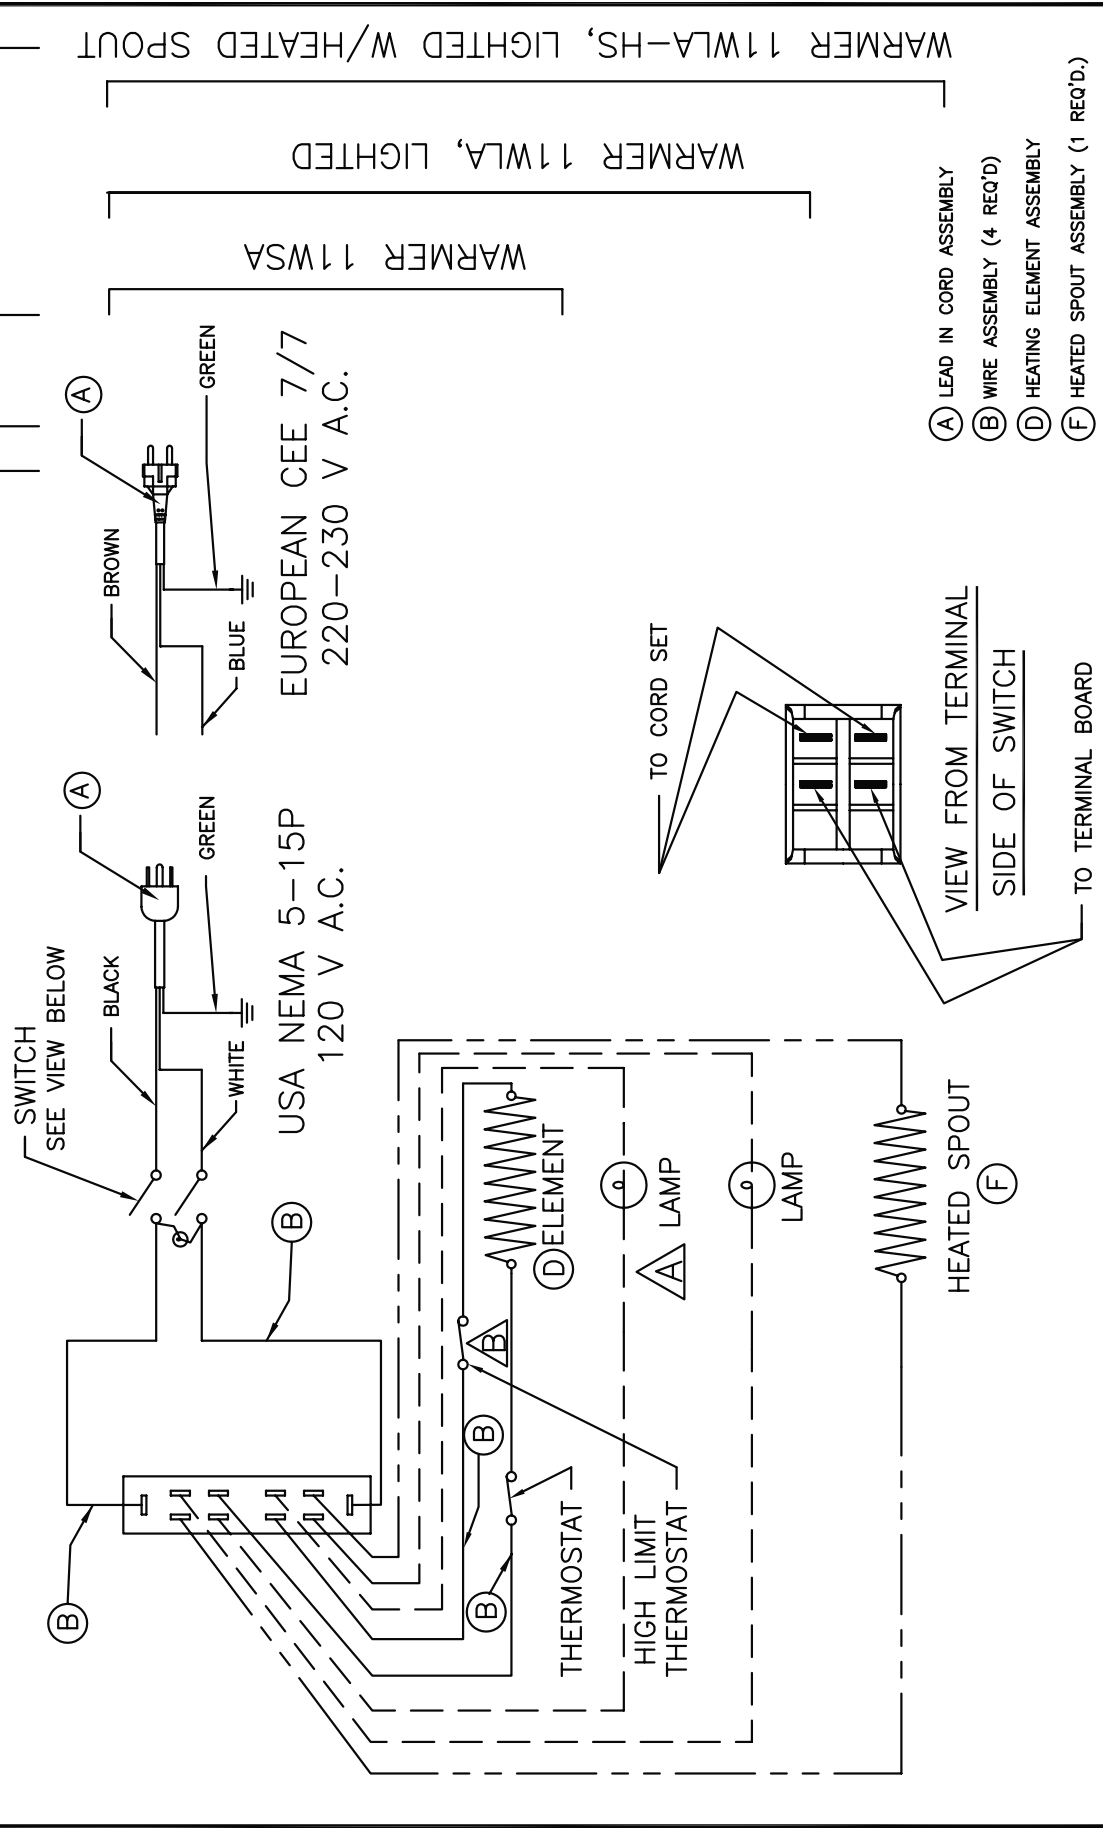 SWITCH
SEE VIEW BELOW
BLACK
A
GREEN
WHITE
B
USA NEMA 5-15P
120 V A.C.
A
BROWN
GREEN
BLUE
EUROPEAN CEE 7/7
220-230 V A.C.
WARMER 11WSA
WARMER 11WLA, LIGHTED
WARMER 11WLA-HS, LIGHTED W/HEATED SPOUT
B
B
B
B
D ELEMENT
THERMOSTAT
HIGH LIMIT
THERMOSTAT
LAMP
A
LAMP
HEATED SPOUT
F
TO CORD SET
VIEW FROM TERMINAL
SIDE OF SWITCH
TO TERMINAL BOARD
A LEAD IN CORD ASSEMBLY
B WIRE ASSEMBLY (4 REQ'D)
D HEATING ELEMENT ASSEMBLY
F HEATED SPOUT ASSEMBLY (1 REQ'D.)